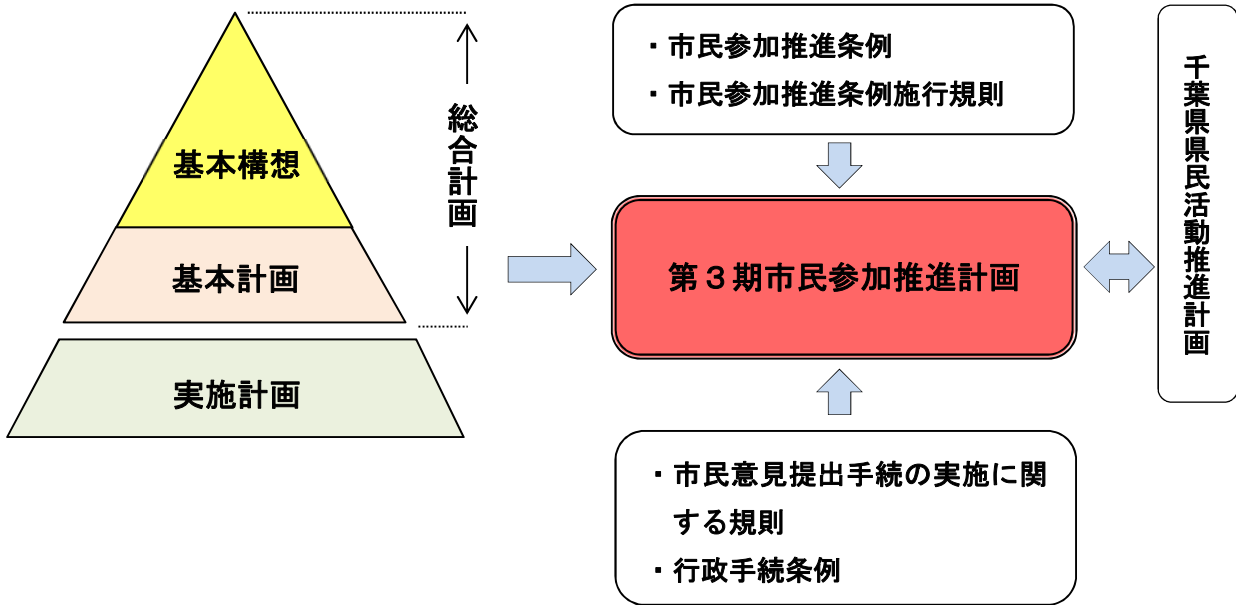 基本構想
基本計画
実施計画
総合計画
・市民参加推進条例
・市民参加推進条例施行規則
第３期市民参加推進計画
・市民意見提出手続の実施に関
する規則
・行政手続条例
千葉県県民活動推進計画